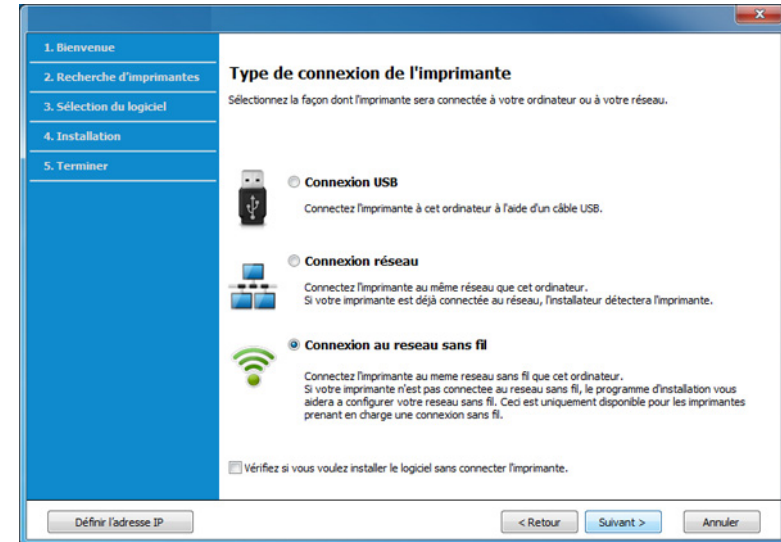 1. Bienvenue
2. Recherche d'imprimantes
3. Sélection du logiciel
4. Installation
5. Terminer
Type de connexion de l'imprimante
Sélectionnez la façon dont l'imprimante sera connectée à votre ordinateur ou à votre réseau.
Connexion USB
Connectez l'imprimante à cet ordinateur à l'aide d'un câble USB.
Connexion réseau
Connectez l'imprimante au même réseau que cet ordinateur.
Si votre imprimante est déjà connectée au réseau, l'installateur détectera l'imprimante.
Connexion au reseau sans fil
Connectez l'imprimante au meme reseau sans fil que cet ordinateur.
Si votre imprimante n'est pas connectee au reseau sans fil, le programme d'installation vous
aidera a configurer votre reseau sans fil. Ceci est uniquement disponible pour les imprimantes
prenant en charge une connexion sans fil.
Vérifiez si vous voulez installer le logiciel sans connecter l'imprimante.
Définir l'adresse IP
< Retour
Suivant >
Annuler